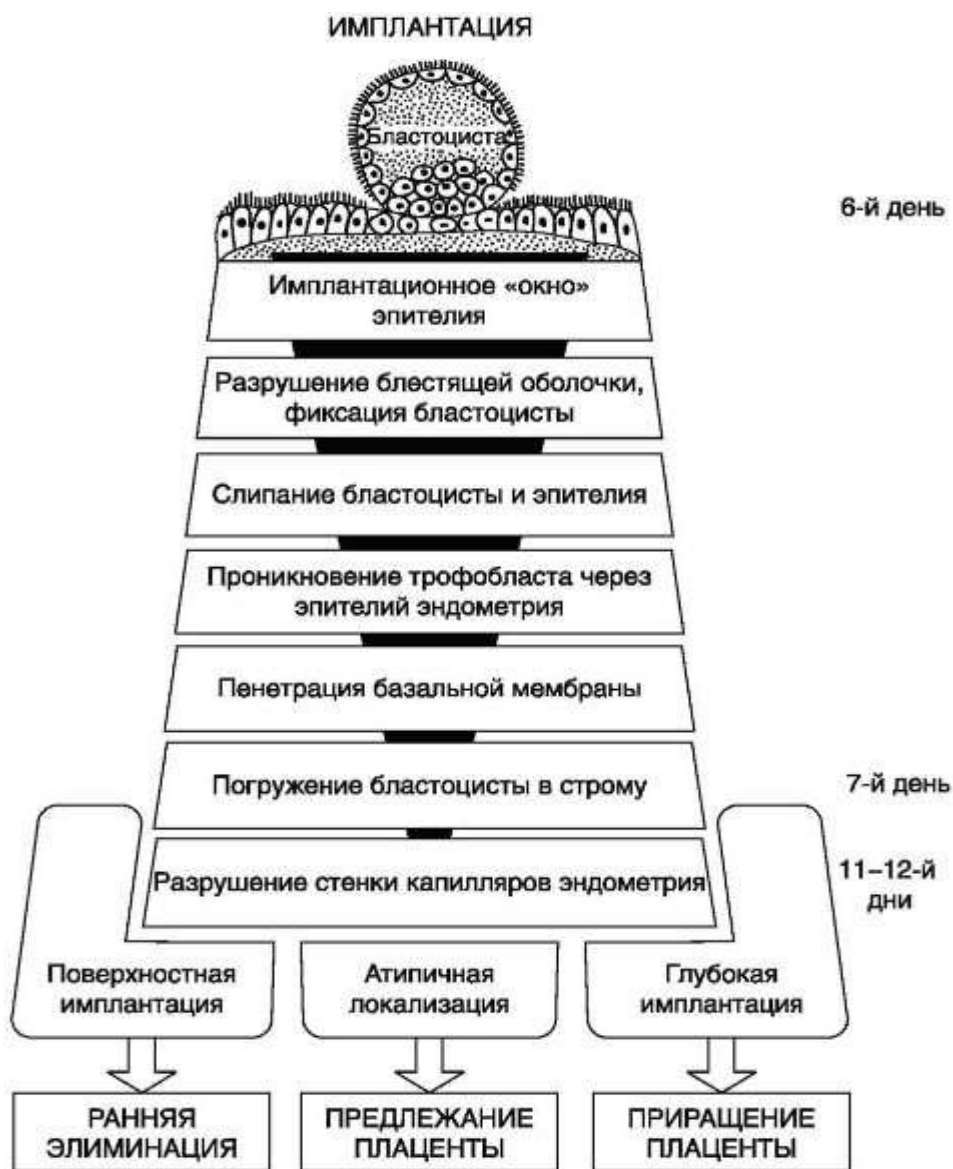 ИМПЛАНТАЦИЯ
Бластоциста
6-й день
Имплантационное «окно»
эпителия
Разрушение блестящей оболочки,
фиксация бластоцисты
Слипание бластоцисты и эпителия
Проникновение трофобласта через
эпителий эндометрия
Пенетрация базальной мембраны
Погружение бластоцисты в строму
7-й день
Разрушение стенки капилляров эндометрия
11–12-й
дни
Поверхностная
имплантация
Атипичная
локализация
Глубокая
имплантация
РАННЯЯ
ЭЛИМИНАЦИЯ
ПРЕДЛЕЖАНИЕ
ПЛАЦЕНТЫ
ПРИРАЩЕНИЕ
ПЛАЦЕНТЫ